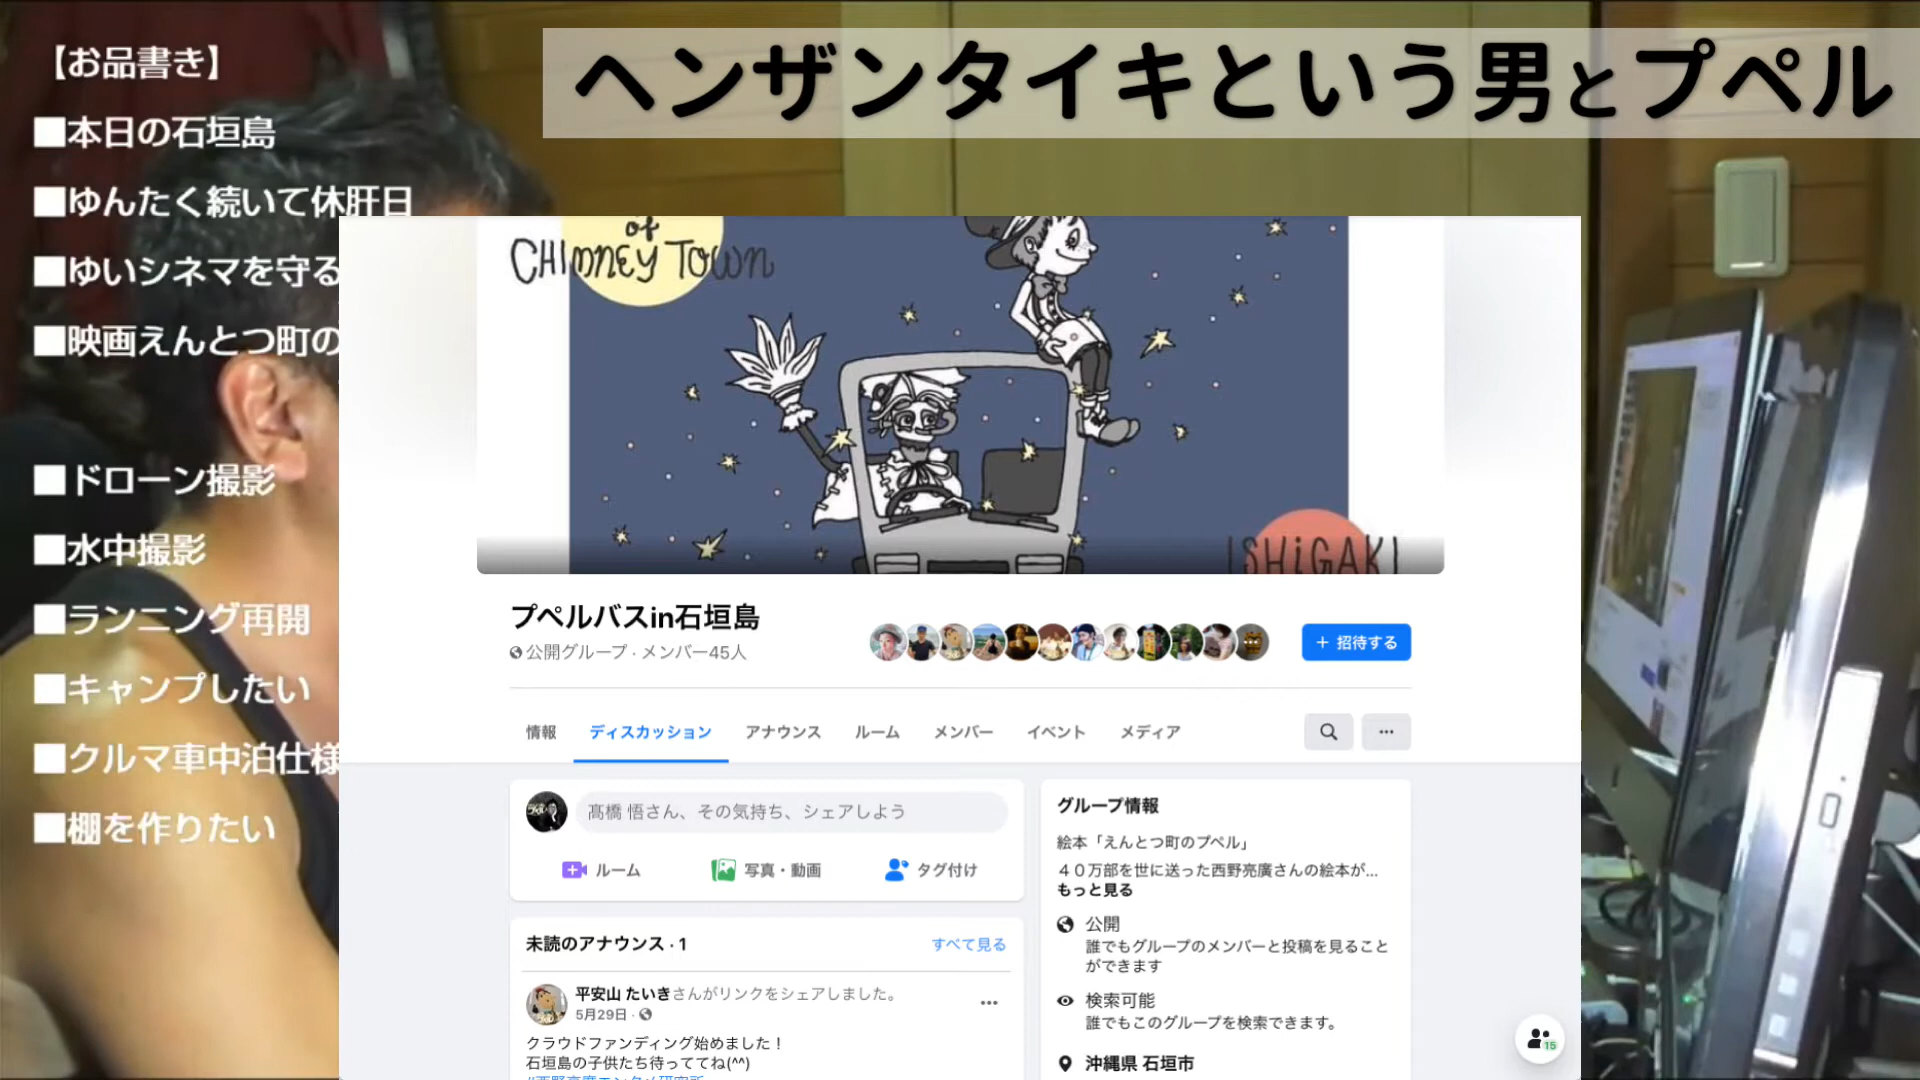 【お品書き】
■本日の石垣島
■ゆんたく続いて休肝日
■ゆいシネマを守る
■映画えんとつ町の
■ドローン撮影
■水中撮影
■ランニング再開
■キャンプしたい
■クルマ車中泊仕様
■棚を作りたい
ヘンザンタイキという男とプペル
of
CHIMNEY TOWN
ISHIGAKI
プペルバスin石垣島
公開グループ · メンバー45人
+ 招待する
情報 ディスカッション アナウンス ルーム メンバー イベント メディア
髙橋 悟さん、その気持ち、シェアしよう
ルーム 写真・動画 タグ付け
未読のアナウンス · 1 すべて見る
平安山 たいきさんがリンクをシェアしました。
5月29日 ·
クラウドファンディング始めました！
石垣島の子供たち待っててね(^^)
#西野亮廣エンタメ研究所
グループ情報
絵本「えんとつ町のプペル」
４０万部を世に送った西野亮廣さんの絵本が...
もっと見る
公開
誰でもグループのメンバーと投稿を見ること
ができます
検索可能
誰でもこのグループを検索できます。
沖縄県 石垣市
15